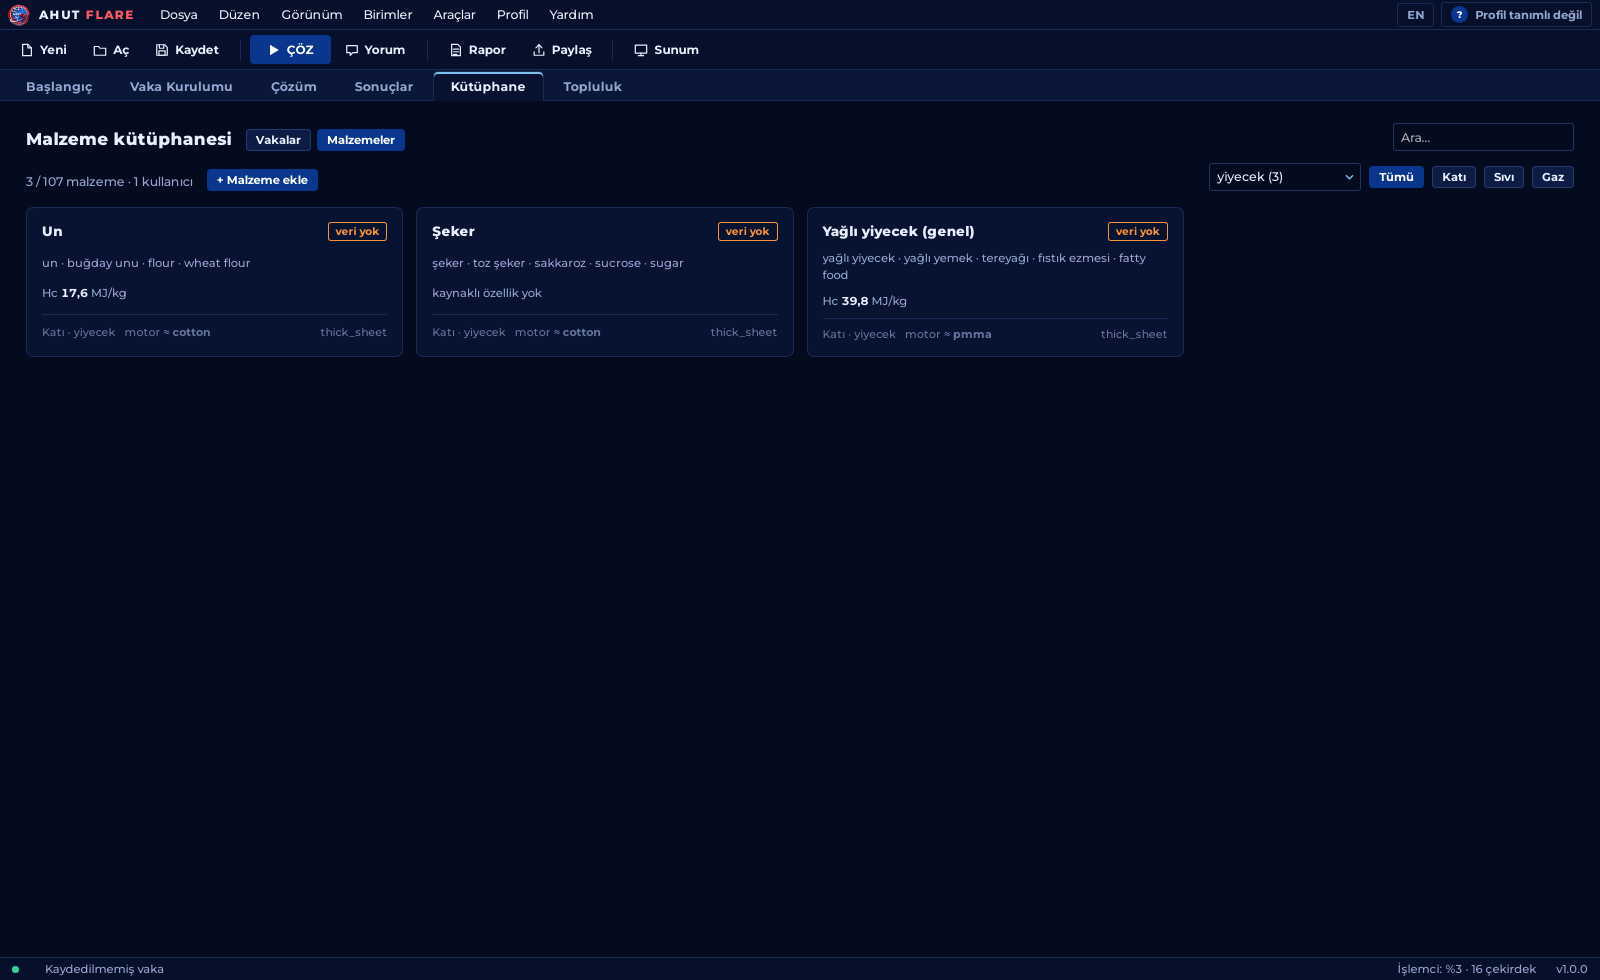 AHUT FLARE Dosya Düzen Görünüm Birimler Araçlar Profil Yardım EN ? Profil tanımlı değil
Yeni Aç Kaydet ÇÖZ Yorum Rapor Paylaş Sunum
Başlangıç Vaka Kurulumu Çözüm Sonuçlar Kütüphane Topluluk
Malzeme kütüphanesi Vakalar Malzemeler Ara...
3 / 107 malzeme · 1 kullanıcı + Malzeme ekle yiyecek (3) Tümü Katı Sıvı Gaz
Un veri yok
un · buğday unu · flour · wheat flour
Hc 17,6 MJ/kg
Katı · yiyecek motor ≈ cotton thick_sheet
Şeker veri yok
şeker · toz şeker · sakkaroz · sucrose · sugar
kaynaklı özellik yok
Katı · yiyecek motor ≈ cotton thick_sheet
Yağlı yiyecek (genel) veri yok
yağlı yiyecek · yağlı yemek · tereyağı · fıstık ezmesi · fatty
food
Hc 39,8 MJ/kg
Katı · yiyecek motor ≈ pmma thick_sheet
Kaydedilmemiş vaka İşlemci: %3 · 16 çekirdek v1.0.0